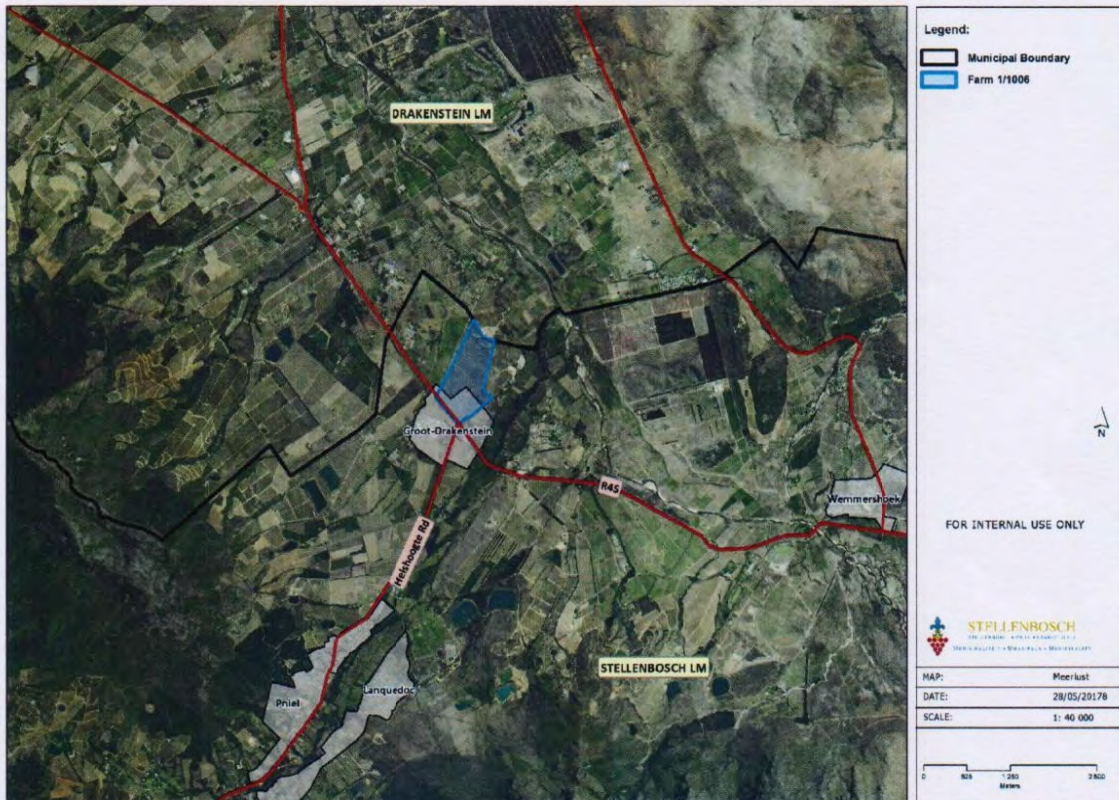 DRAKENSTEIN LM
Groot-Drakenstein
R45
Wemmershoek
Helshoogte Rd
STELLENBOSCH LM
Lanquedoc
Pniel
Legend:
Municipal Boundary
Farm 1/1006
N
FOR INTERNAL USE ONLY
STELLENBOSCH
MAP: Meerlust
DATE: 28/05/20178
SCALE: 1: 40 000
0 625 1 250 2 500
Meters